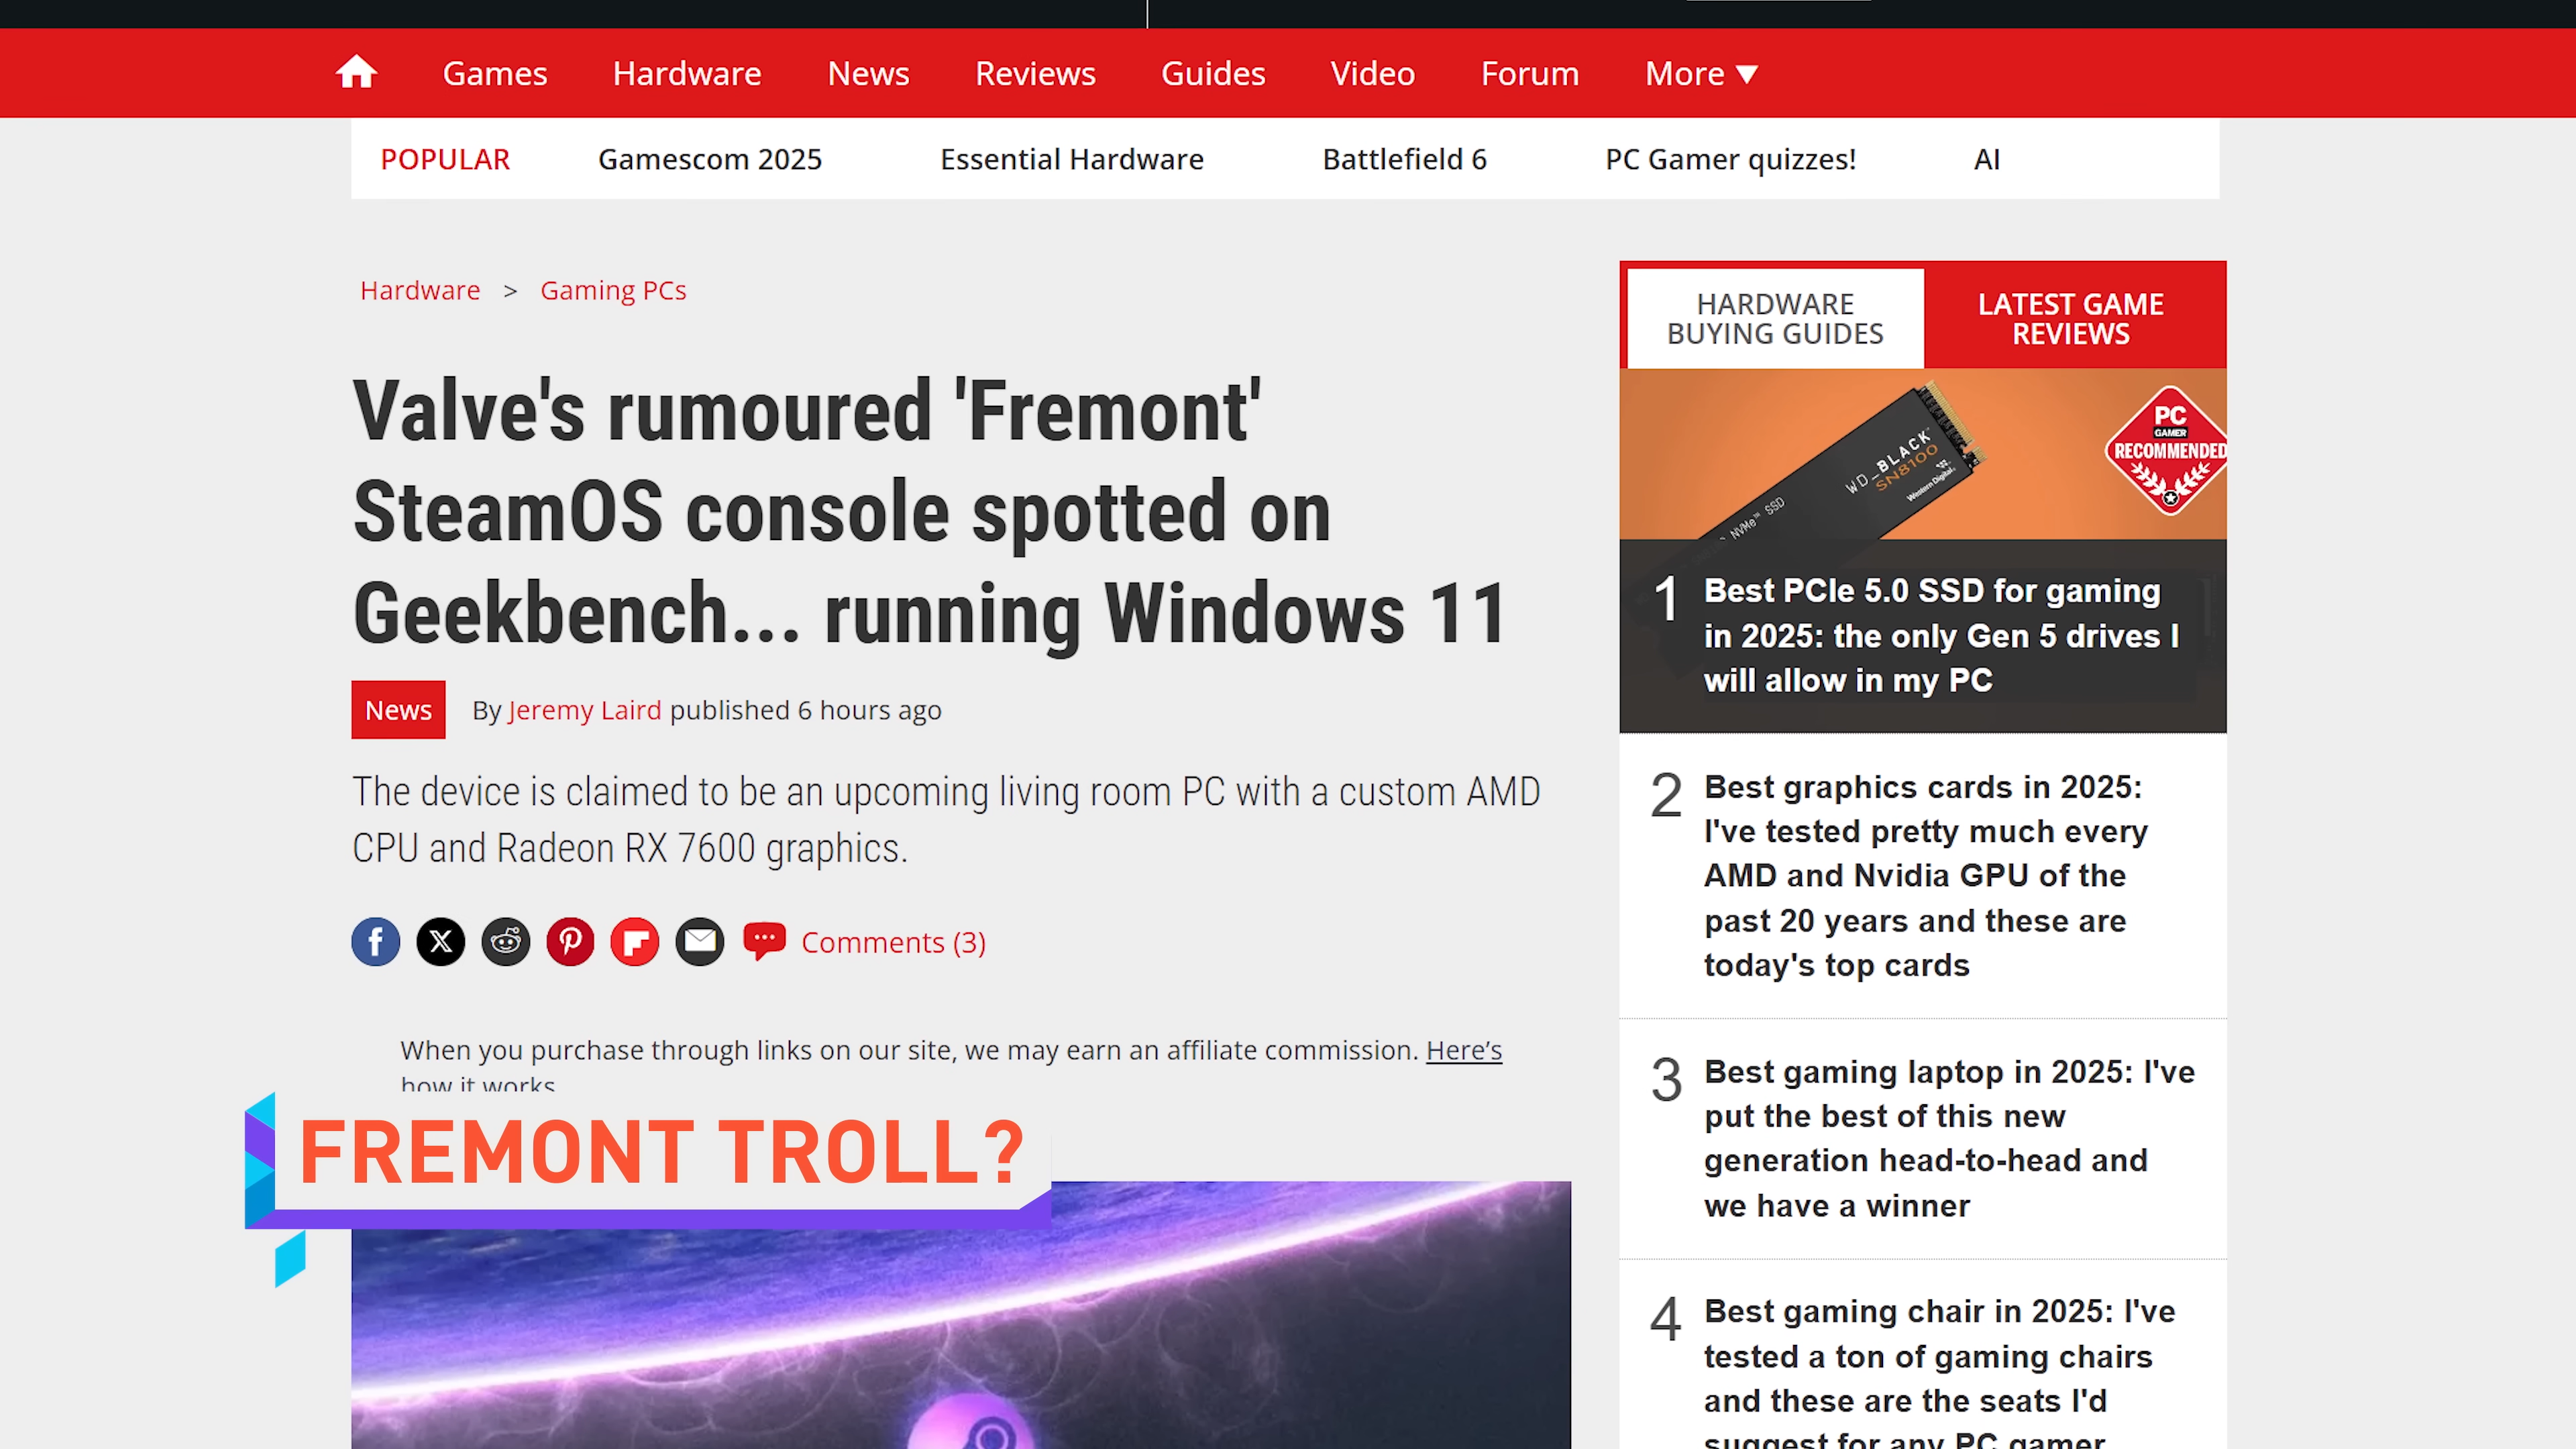 Games Hardware News Reviews Guides Video Forum More ▼
POPULAR Gamescom 2025 Essential Hardware Battlefield 6 PC Gamer quizzes! AI
Hardware > Gaming PCs
Valve's rumoured 'Fremont'
SteamOS console spotted on
Geekbench... running Windows 11
News By Jeremy Laird published 6 hours ago
The device is claimed to be an upcoming living room PC with a custom AMD
CPU and Radeon RX 7600 graphics.
Comments (3)
When you purchase through links on our site, we may earn an affiliate commission. Here's
how it works
FREMONT TROLL?
HARDWARE
BUYING GUIDES
LATEST GAME
REVIEWS
WD_BLACK
SN8100
Western Digital
NVMe™ SSD
PC
GAMER
RECOMMENDED
1
Best PCIe 5.0 SSD for gaming
in 2025: the only Gen 5 drives I
will allow in my PC
2
Best graphics cards in 2025:
I've tested pretty much every
AMD and Nvidia GPU of the
past 20 years and these are
today's top cards
3
Best gaming laptop in 2025: I've
put the best of this new
generation head-to-head and
we have a winner
4
Best gaming chair in 2025: I've
tested a ton of gaming chairs
and these are the seats I'd
suggest for any PC gamer